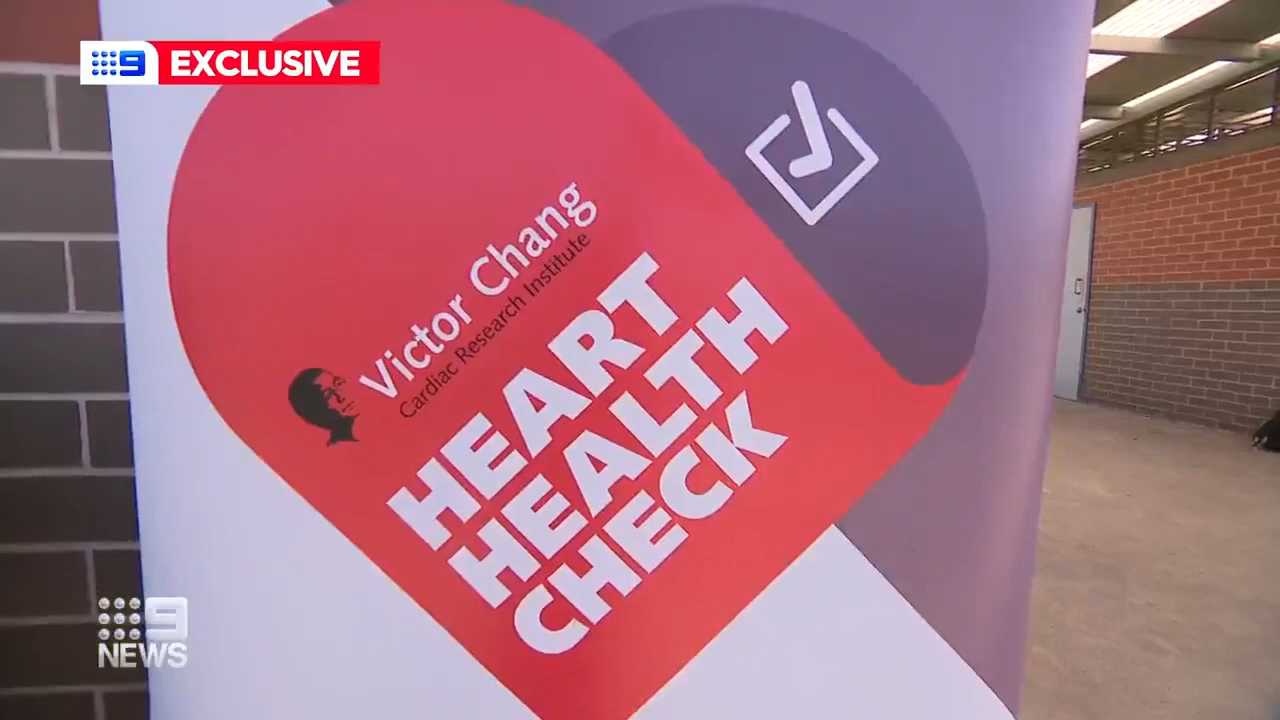 9 EXCLUSIVE
Victor Chang
Cardiac Research Institute
HEART
HEALTH
CHECK
9
NEWS